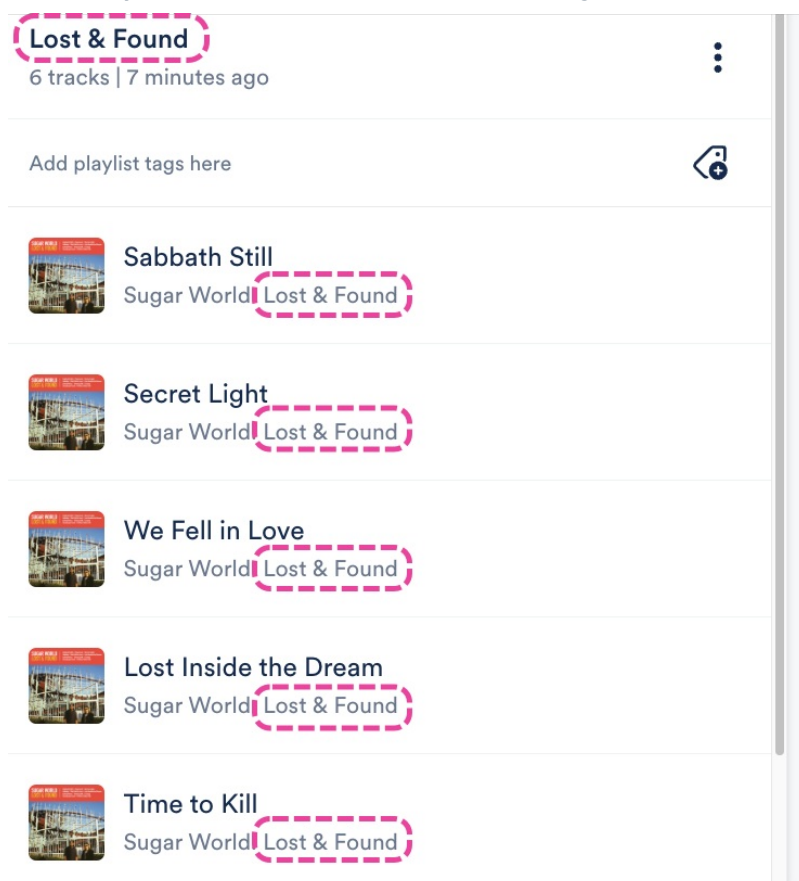 Lost & Found
6 tracks | 7 minutes ago
Add playlist tags here
Sabbath Still
Sugar World Lost & Found
Secret Light
Sugar World Lost & Found
We Fell in Love
Sugar World Lost & Found
Lost Inside the Dream
Sugar World Lost & Found
Time to Kill
Sugar World Lost & Found